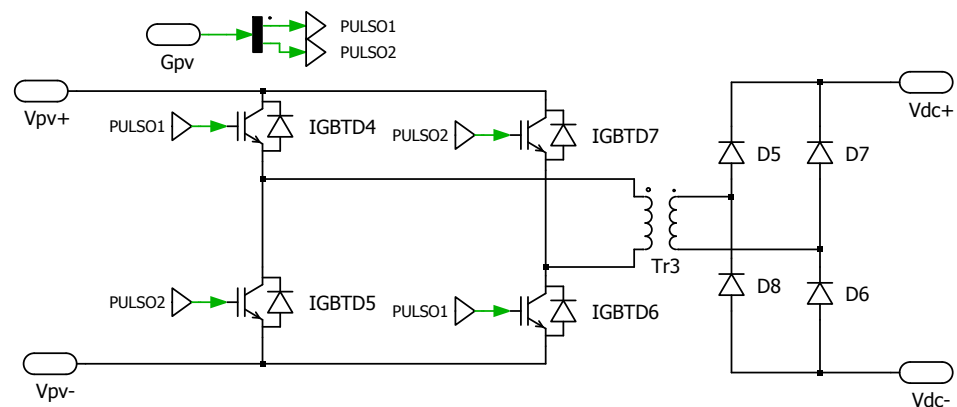 PULSO1
Gpv
PULSO2
Vpv+
Vdc+
PULSO1
IGBTD4
PULSO2
IGBTD7
D5
D7
Tr3
PULSO2
IGBTD5
PULSO1
IGBTD6
D8
D6
Vpv-
Vdc-